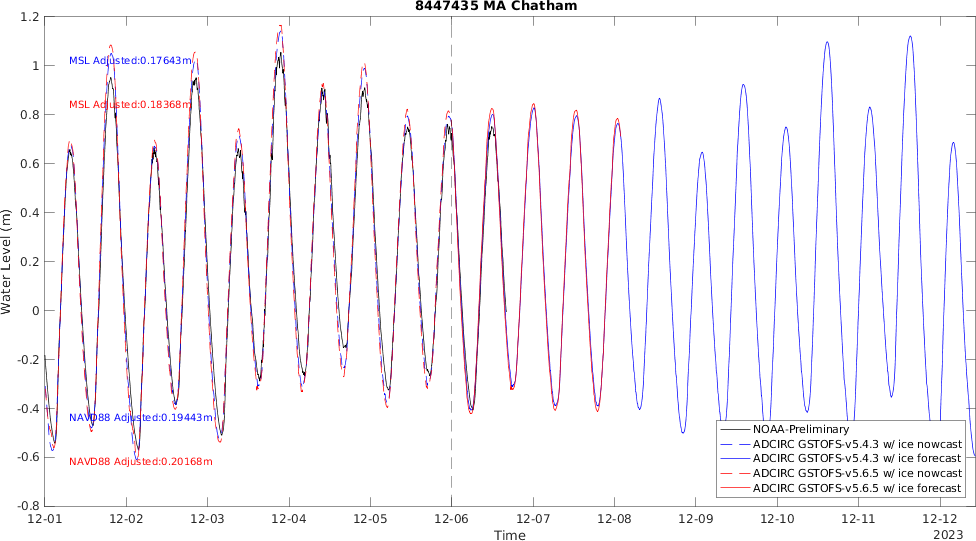 8447435 MA Chatham
1.2
1
0.8
0.6
0.4
0.2
0
-0.2
-0.4
-0.6
-0.8
Water Level (m)
MSL Adjusted:0.17643m
MSL Adjusted:0.18368m
NAVD88 Adjusted:0.19443m
NAVD88 Adjusted:0.20168m
NOAA-Preliminary
ADCIRC GSTOFS-v5.4.3 w/ ice nowcast
ADCIRC GSTOFS-v5.4.3 w/ ice forecast
ADCIRC GSTOFS-v5.6.5 w/ ice nowcast
ADCIRC GSTOFS-v5.6.5 w/ ice forecast
12-01 12-02 12-03 12-04 12-05 12-06 12-07 12-08 12-09 12-10 12-11 12-12
Time
2023